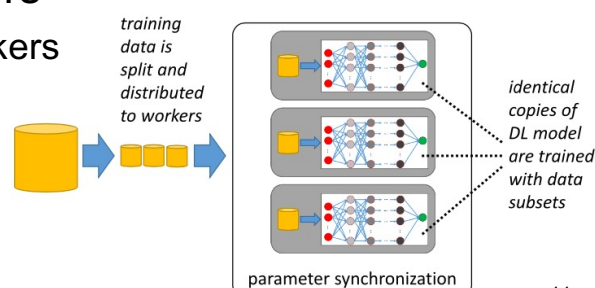 kers
training
data is
split and
distributed
to workers
identical
copies of
DL model
are trained
with data
subsets
parameter synchronization